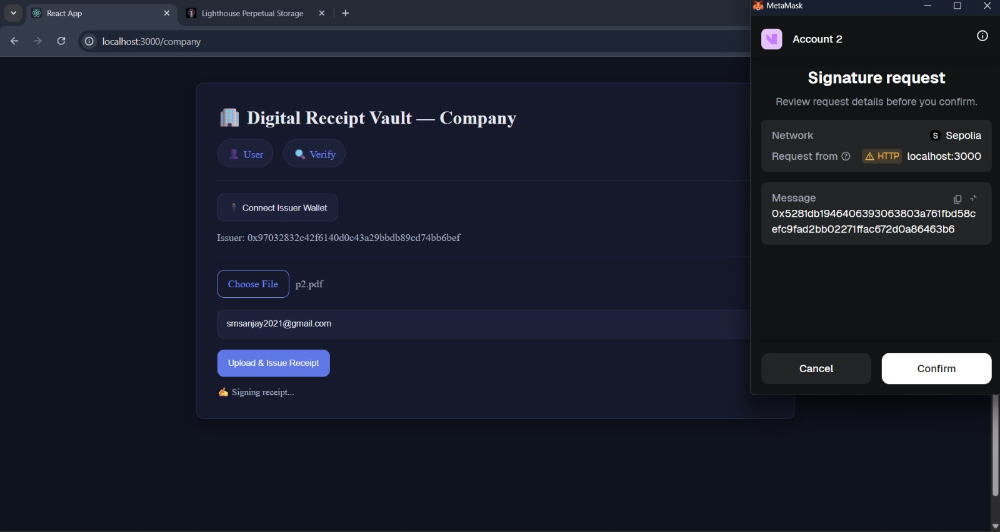 React App
Lighthouse Perpetual Storage
localhost:3000/company
Digital Receipt Vault — Company
User
Verify
Connect Issuer Wallet
Issuer: 0x97032832c42f6140d0c43a29bbdb89cd74bb6bef
Choose File p2.pdf
smsanjay2021@gmail.com
Upload & Issue Receipt
Signing receipt...
MetaMask
Account 2
Signature request
Review request details before you confirm.
Network S Sepolia
Request from HTTP localhost:3000
Message
0x5281db1946406393063803a761fbd58c
efc9fad2bb02271ffac672d0a86463b6
Cancel
Confirm